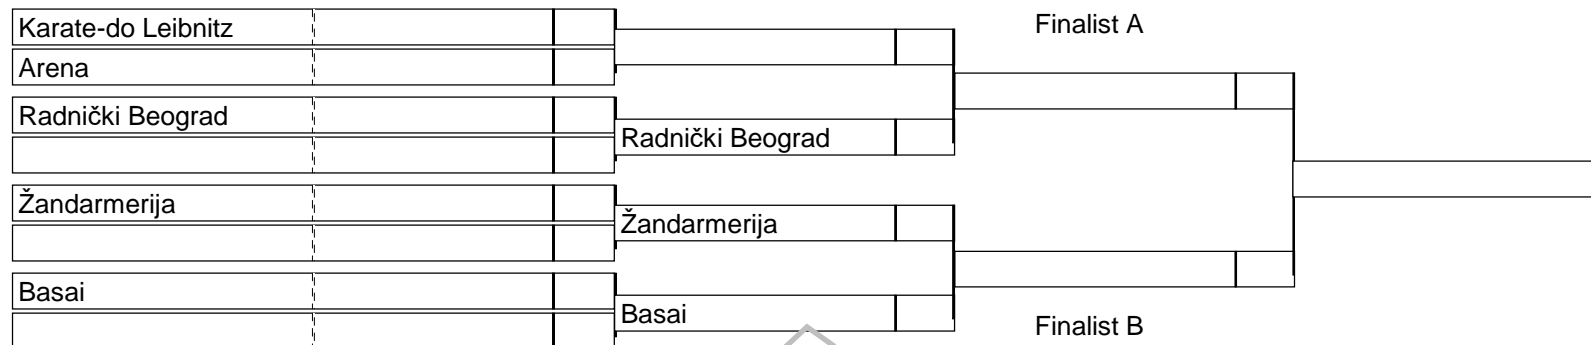 Karate-do Leibnitz
Arena
Radnički Beograd
Žandarmerija
Basai
Radnički Beograd
Žandarmerija
Basai
Finalist A
Finalist B